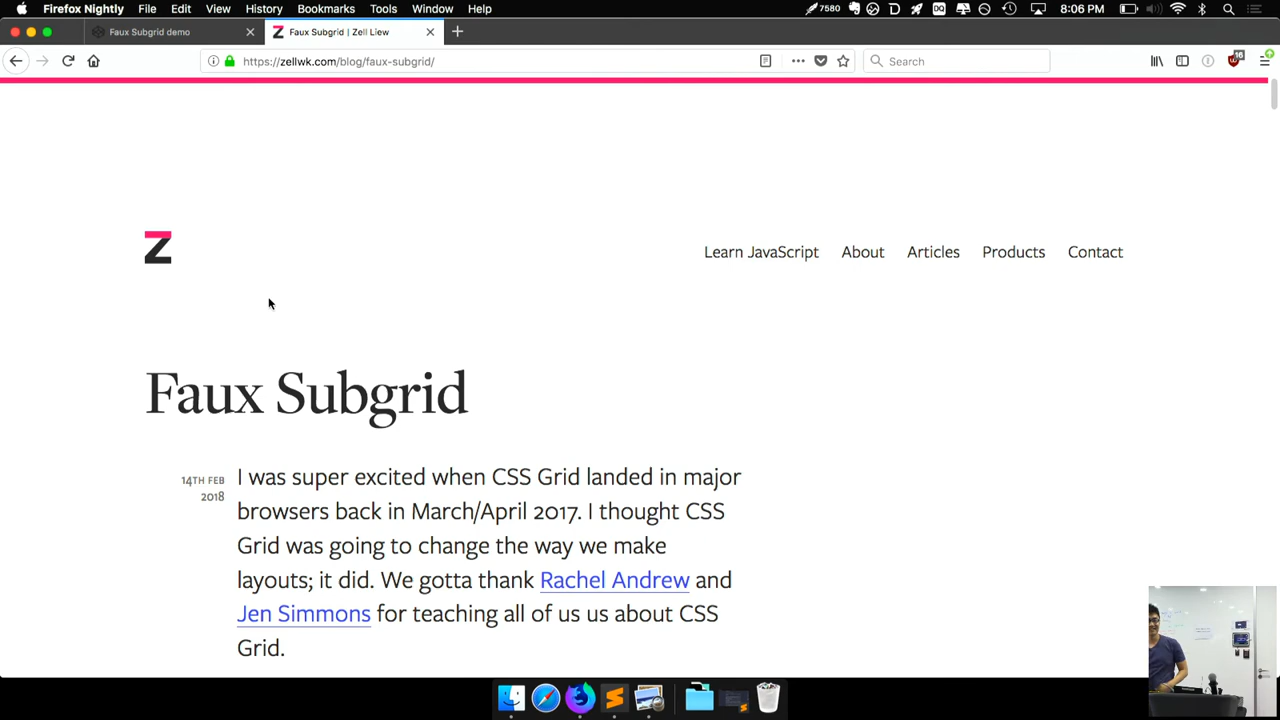 Firefox Nightly File Edit View History Bookmarks Tools Window Help 7580 DQ 8:06 PM
Faux Subgrid demo Faux Subgrid | Zell Liew
https://zellwk.com/blog/faux-subgrid/ Search 16
Z Learn JavaScript About Articles Products Contact
Faux Subgrid
14TH FEB
2018
I was super excited when CSS Grid landed in major
browsers back in March/April 2017. I thought CSS
Grid was going to change the way we make
layouts; it did. We gotta thank Rachel Andrew and
Jen Simmons for teaching all of us us about CSS
Grid.